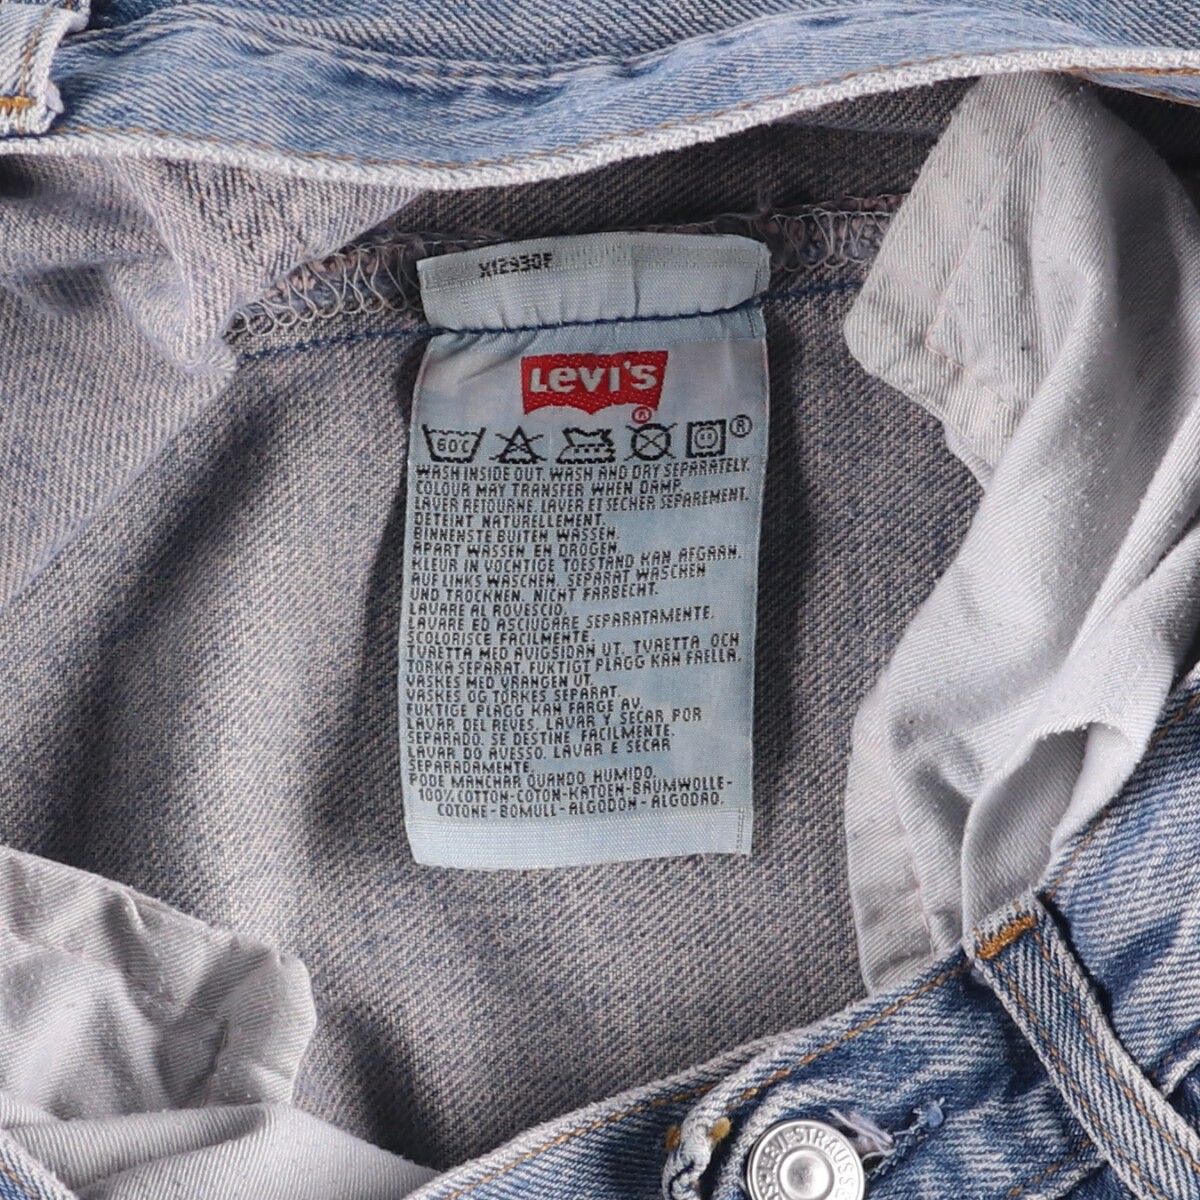 X12930F
LEVI'S
®
60°C
®
WASH INSIDE OUT. WASH AND DRY SEPARATELY.
COLOUR MAY TRANSFER WHEN DAMP.
LAVER RETOURNE. LAVER ET SECHER SEPAREMENT.
DETEINT NATURELLEMENT.
BINNENSTE BUITEN WASSEN.
APART WASSEN EN DROGEN.
KLEUR IN VOCHTIGE TOESTAND KAN AFGAAN.
AUF LINKS WASCHEN. SEPARAT WASCHEN
UND TROCKNEN. NICHT FARBECHT.
LAVARE AL ROVESCIO.
LAVARE ED ASCIUGARE SEPARATAMENTE.
SCOLORISCE FACILMENTE.
TVAETTA MED AVIGSIDAN UT. TVAETTA OCH
TORKA SEPARAT. FUKTIGT PLAGG KAN FAELLA.
VASKES MED VRANGEN UT.
VASKES OG TORKES SEPARAT.
FUKTIGE PLAGG KAN FARGE AV.
LAVAR DEL REVES. LAVAR Y SECAR POR
SEPARADO. SE DESTINE FACILMENTE.
LAVAR DO AVESSO. LAVAR E SECAR
SEPARADAMENTE.
PODE MANCHAR QUANDO HUMIDO.
100% COTTON-COTON-KATOEN-BAUMWOLLE-
COTONE-BOMULL-ALGODON-ALGODAO.
LEVI STRAUSS